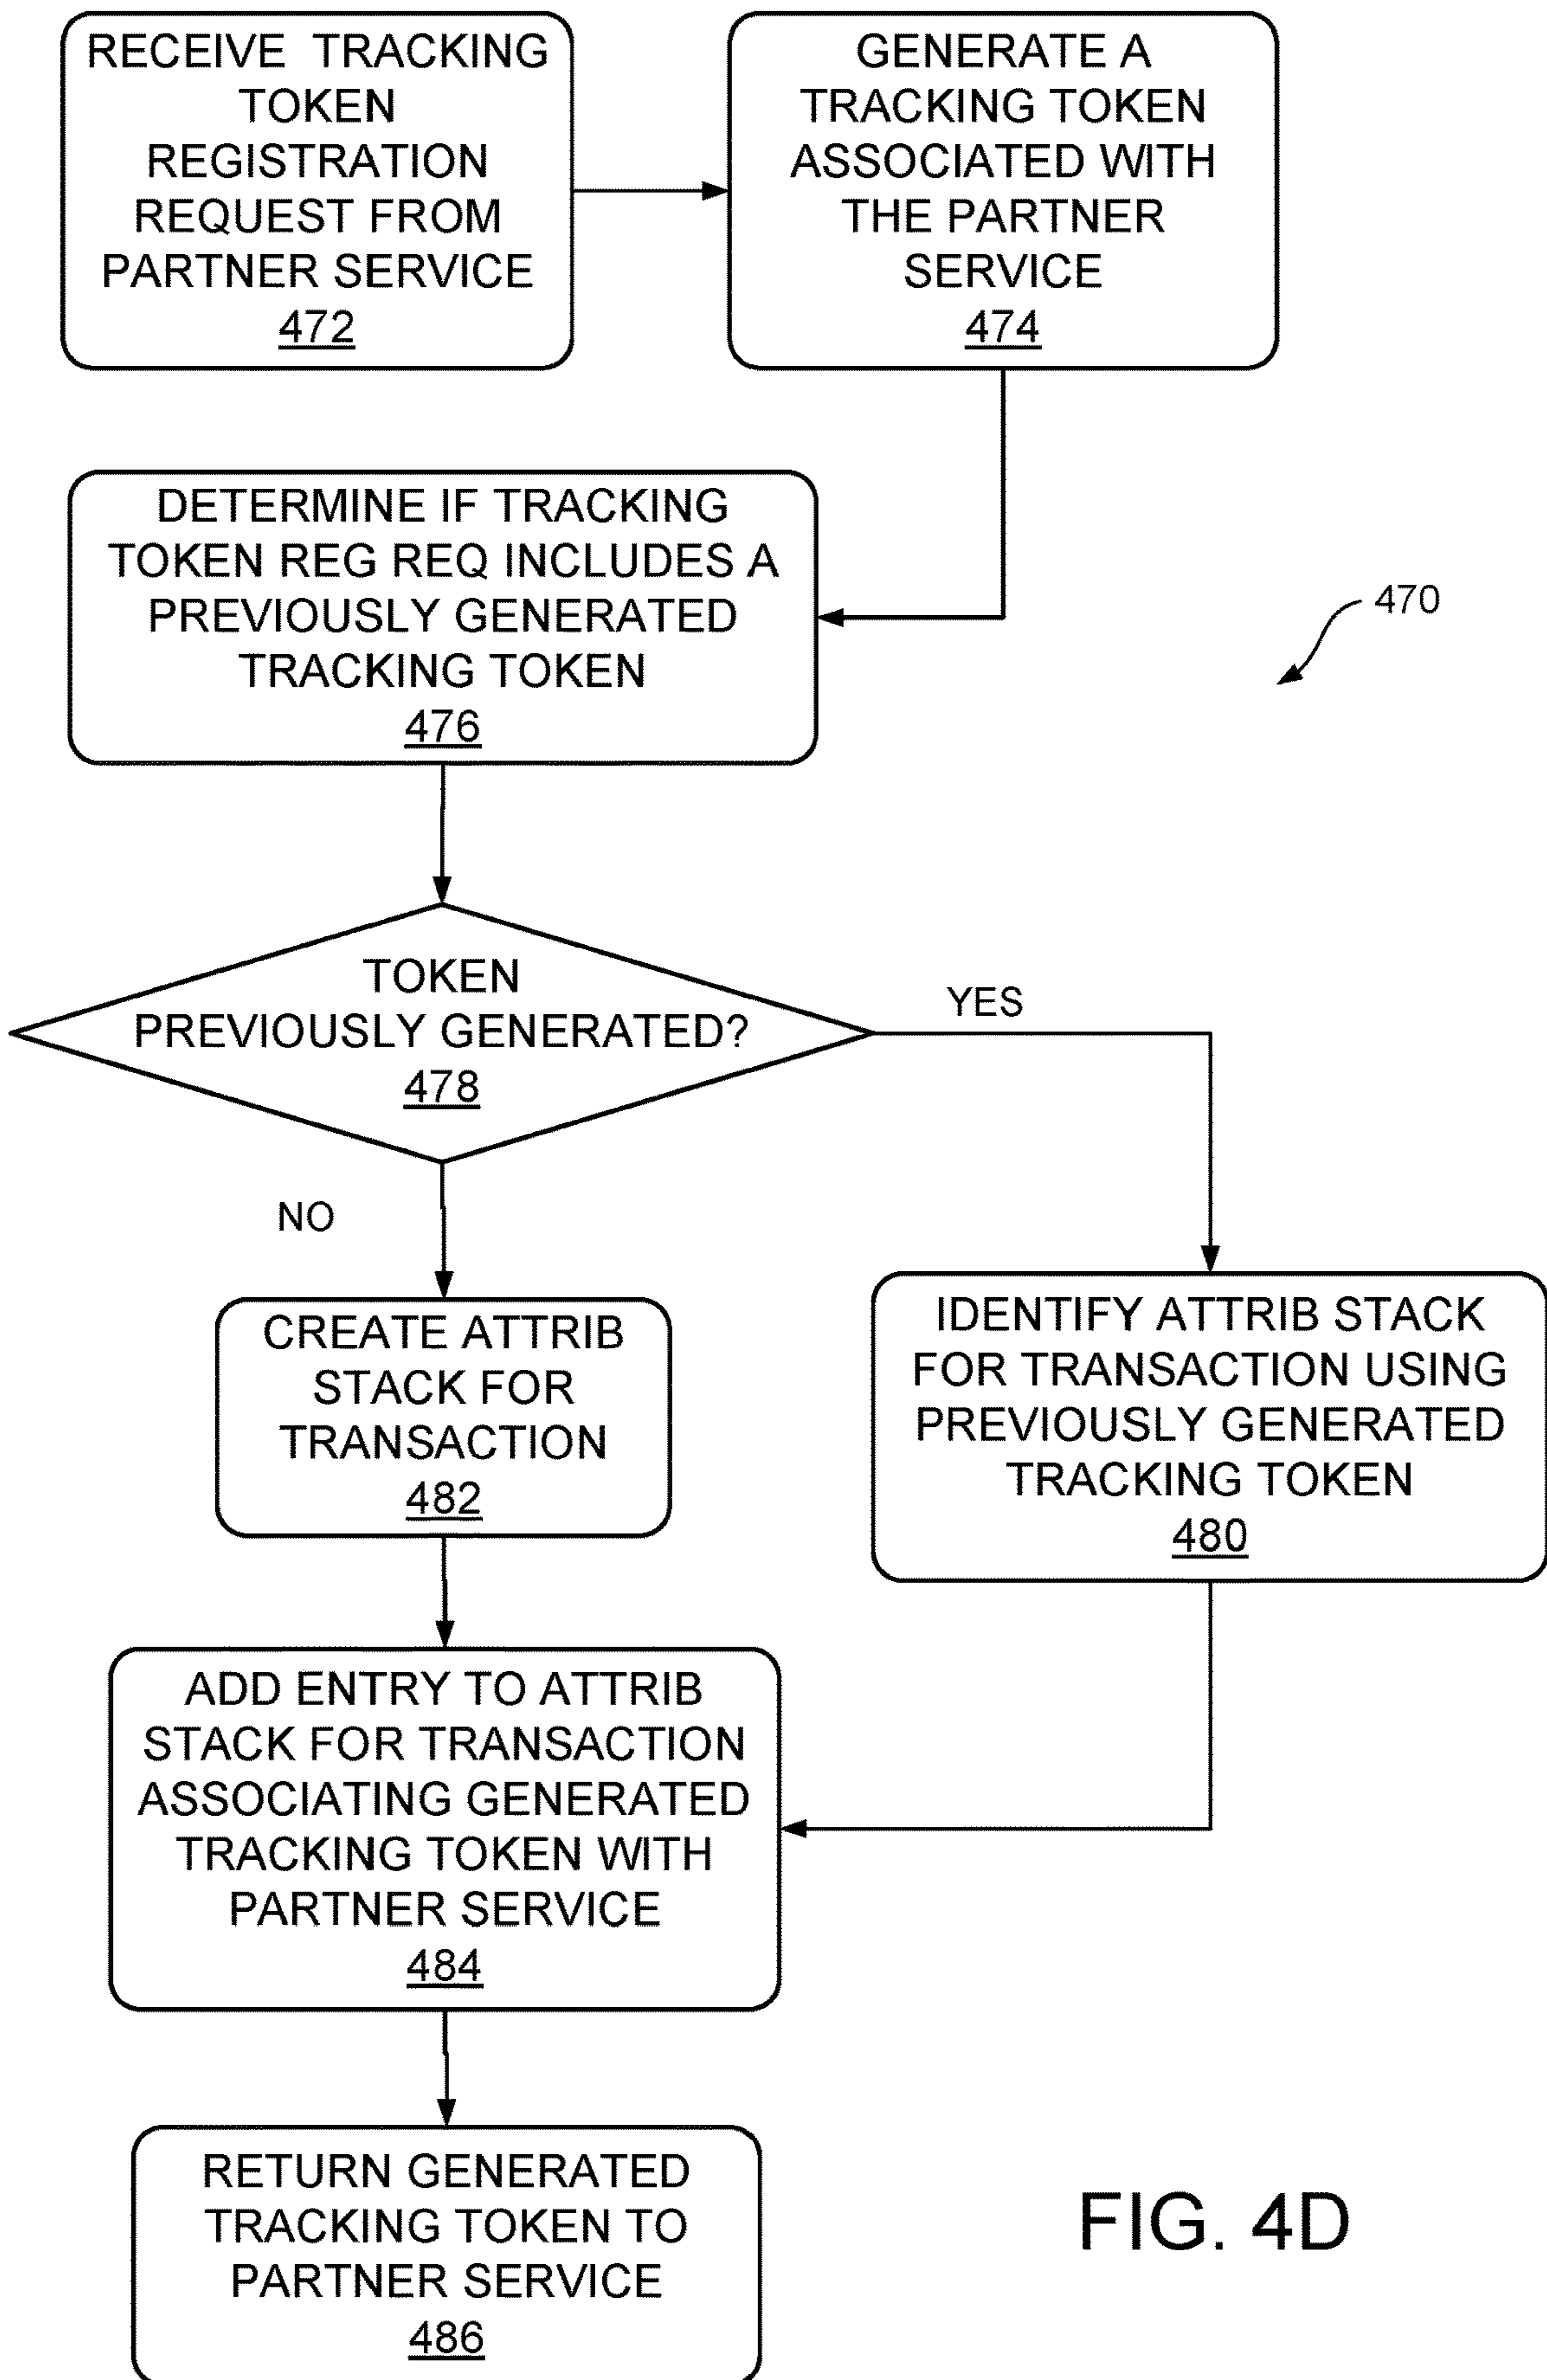 RECEIVE TRACKING
TOKEN
REGISTRATION
REQUEST FROM
PARTNER SERVICE
472
GENERATE A
TRACKING TOKEN
ASSOCIATED WITH
THE PARTNER
SERVICE
474
DETERMINE IF TRACKING
TOKEN REG REQ INCLUDES A
PREVIOUSLY GENERATED
TRACKING TOKEN
476
470
TOKEN
PREVIOUSLY GENERATED?
478
YES
NO
CREATE ATTRIB
STACK FOR
TRANSACTION
482
IDENTIFY ATTRIB STACK
FOR TRANSACTION USING
PREVIOUSLY GENERATED
TRACKING TOKEN
480
ADD ENTRY TO ATTRIB
STACK FOR TRANSACTION
ASSOCIATING GENERATED
TRACKING TOKEN WITH
PARTNER SERVICE
484
RETURN GENERATED
TRACKING TOKEN TO
PARTNER SERVICE
486
FIG. 4D